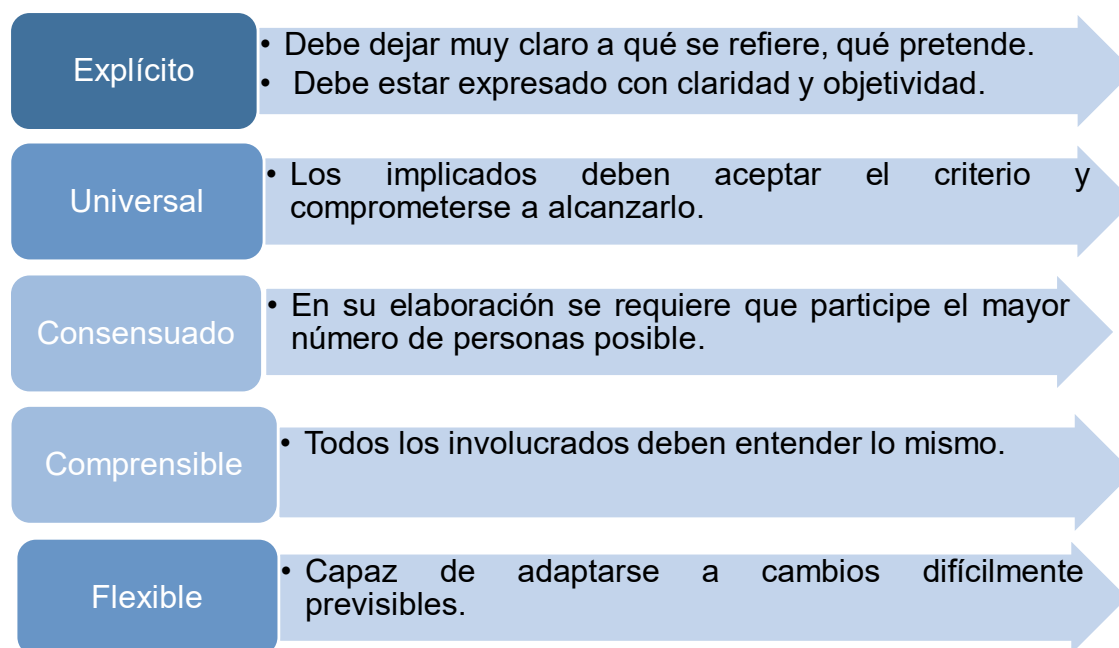 Explícito
• Debe dejar muy claro a qué se refiere, qué pretende.
• Debe estar expresado con claridad y objetividad.
Universal
• Los implicados deben aceptar el criterio y
comprometerse a alcanzarlo.
Consensuado
• En su elaboración se requiere que participe el mayor
número de personas posible.
Comprensible
• Todos los involucrados deben entender lo mismo.
Flexible
• Capaz de adaptarse a cambios difícilmente
previsibles.